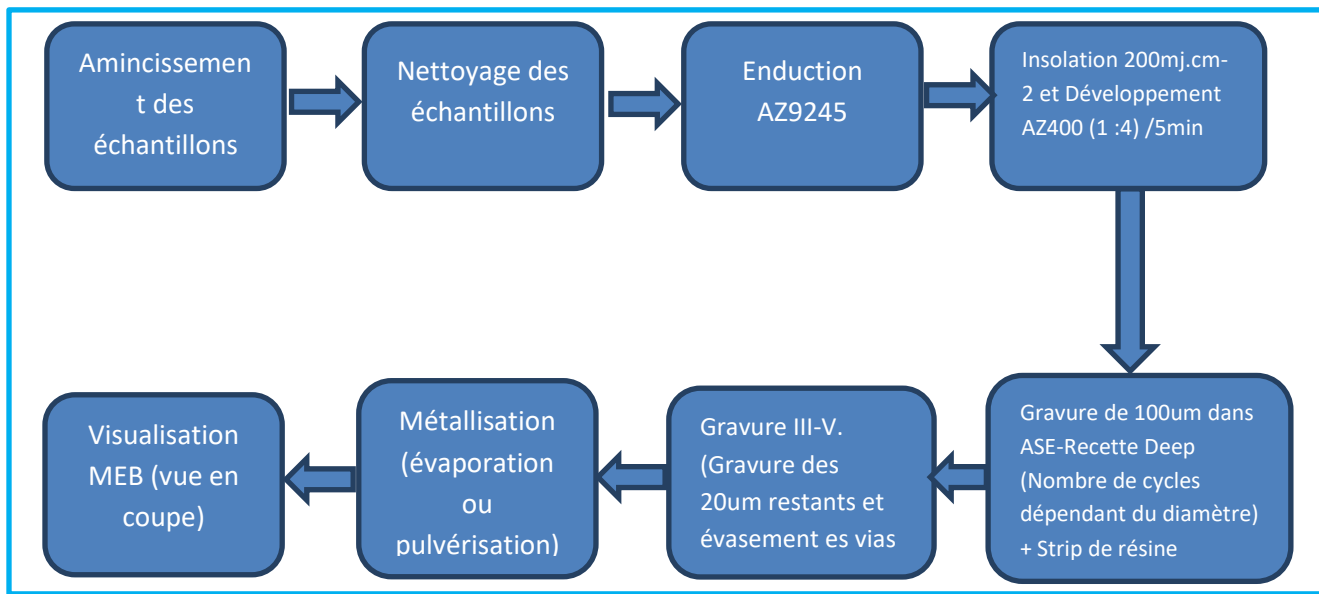 Amincissemen
t des
échantillons
Nettoyage des
échantillons
Enduction
AZ9245
Insolation 200mj.cm-
2 et Développement
AZ400 (1 :4) /5min
Gravure de 100um dans
ASE-Recette Deep
(Nombre de cycles
dépendant du diamètre)
+ Strip de résine
Gravure III-V.
(Gravure des
20um restants et
évasement es vias
Métallisation
(évaporation
ou
pulvérisation)
Visualisation
MEB (vue en
coupe)